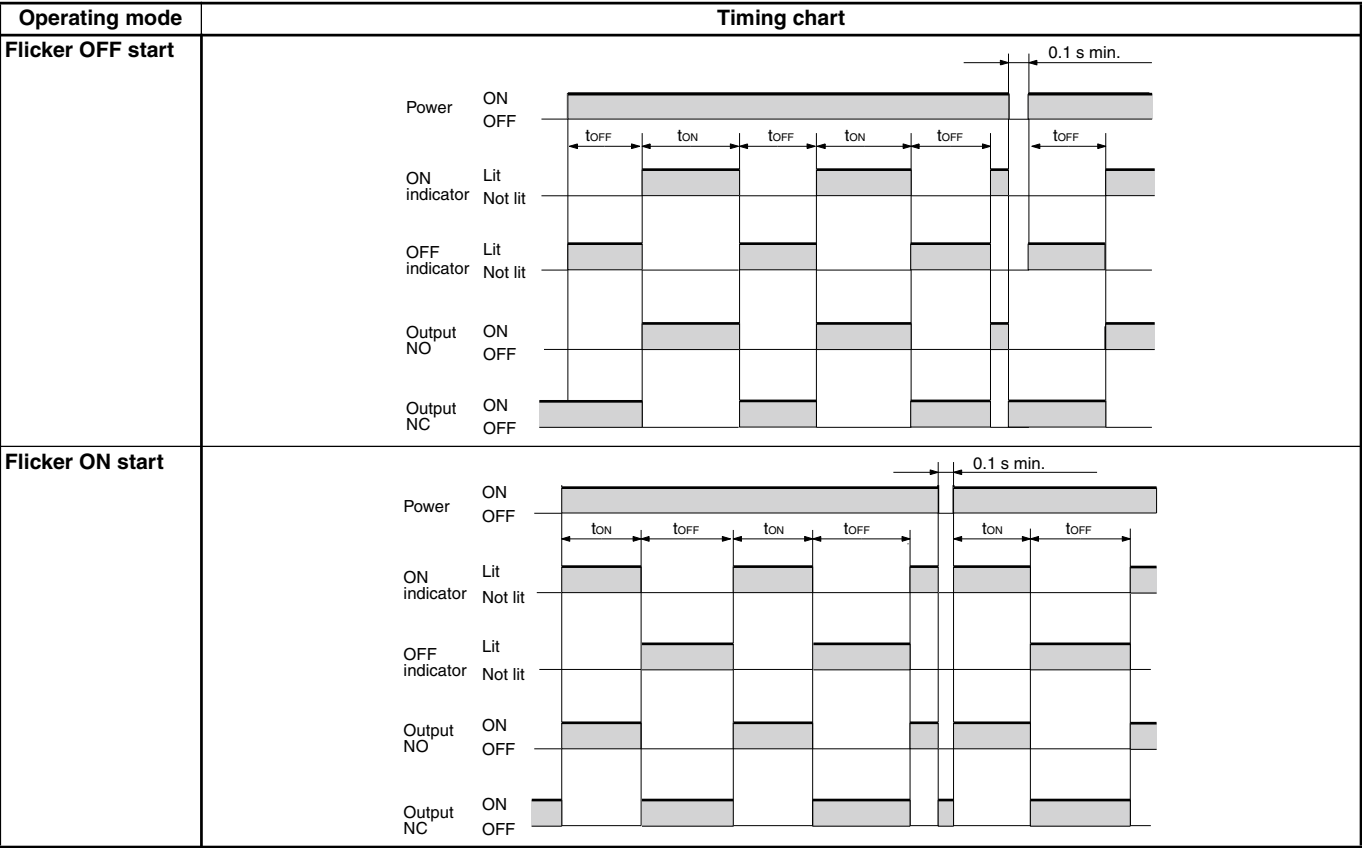 Operating mode Timing chart
Flicker OFF start
0.1 s min.
Power ON
OFF
tOFF tON tOFF tON tOFF tOFF
ON
indicator
Lit
Not lit
OFF
indicator
Lit
Not lit
Output
NO
ON
OFF
Output
NC
ON
OFF
Flicker ON start
0.1 s min.
Power ON
OFF
tON tOFF tON tOFF tON tOFF
ON
indicator
Lit
Not lit
OFF
indicator
Lit
Not lit
Output
NO
ON
OFF
Output
NC
ON
OFF